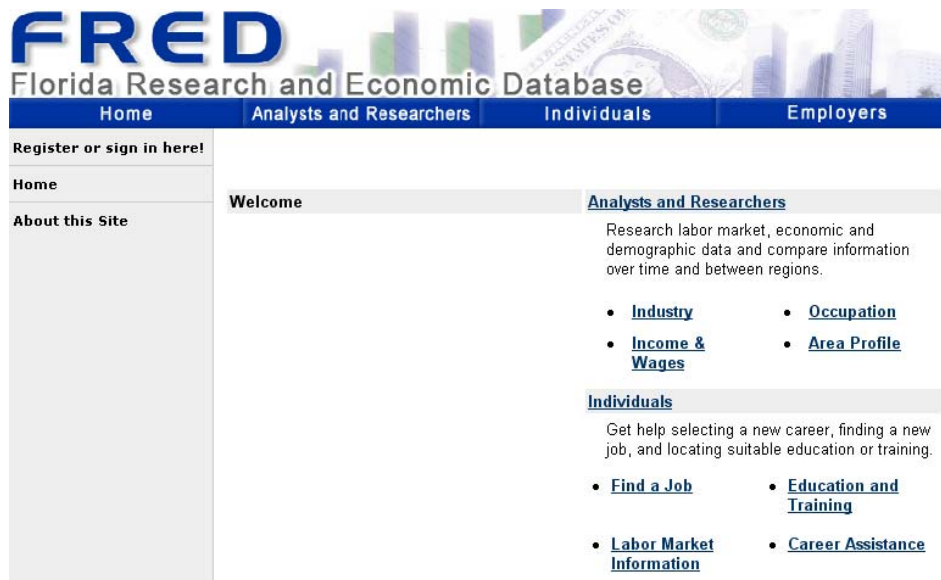 FRED
Florida Research and Economic Database
Home
Analysts and Researchers
Individuals
Employers
Register or sign in here!
Home
About this Site
Welcome
Analysts and Researchers
Research labor market, economic and
demographic data and compare information
over time and between regions.
Industry
Occupation
Income &
Wages
Area Profile
Individuals
Get help selecting a new career, finding a new
job, and locating suitable education or training.
Find a Job
Education and
Training
Labor Market
Information
Career Assistance